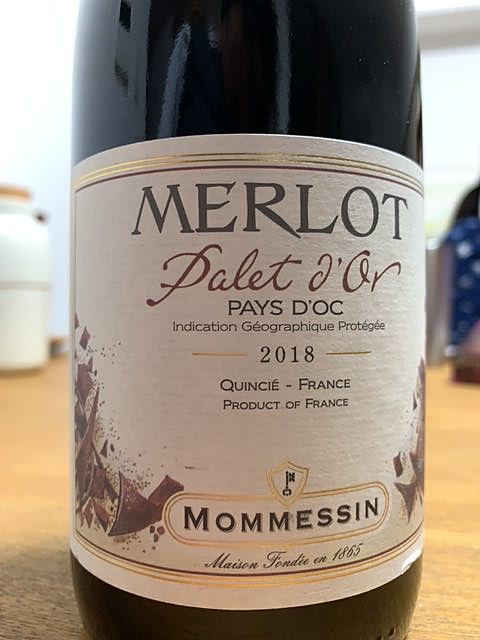 MERLOT
Palet d'Or
PAYS D'OC
Indication Géographique Protégée
2018
QUINCIÉ - FRANCE
PRODUCT OF FRANCE
MOMMESSIN
Maison Fondée en 1865